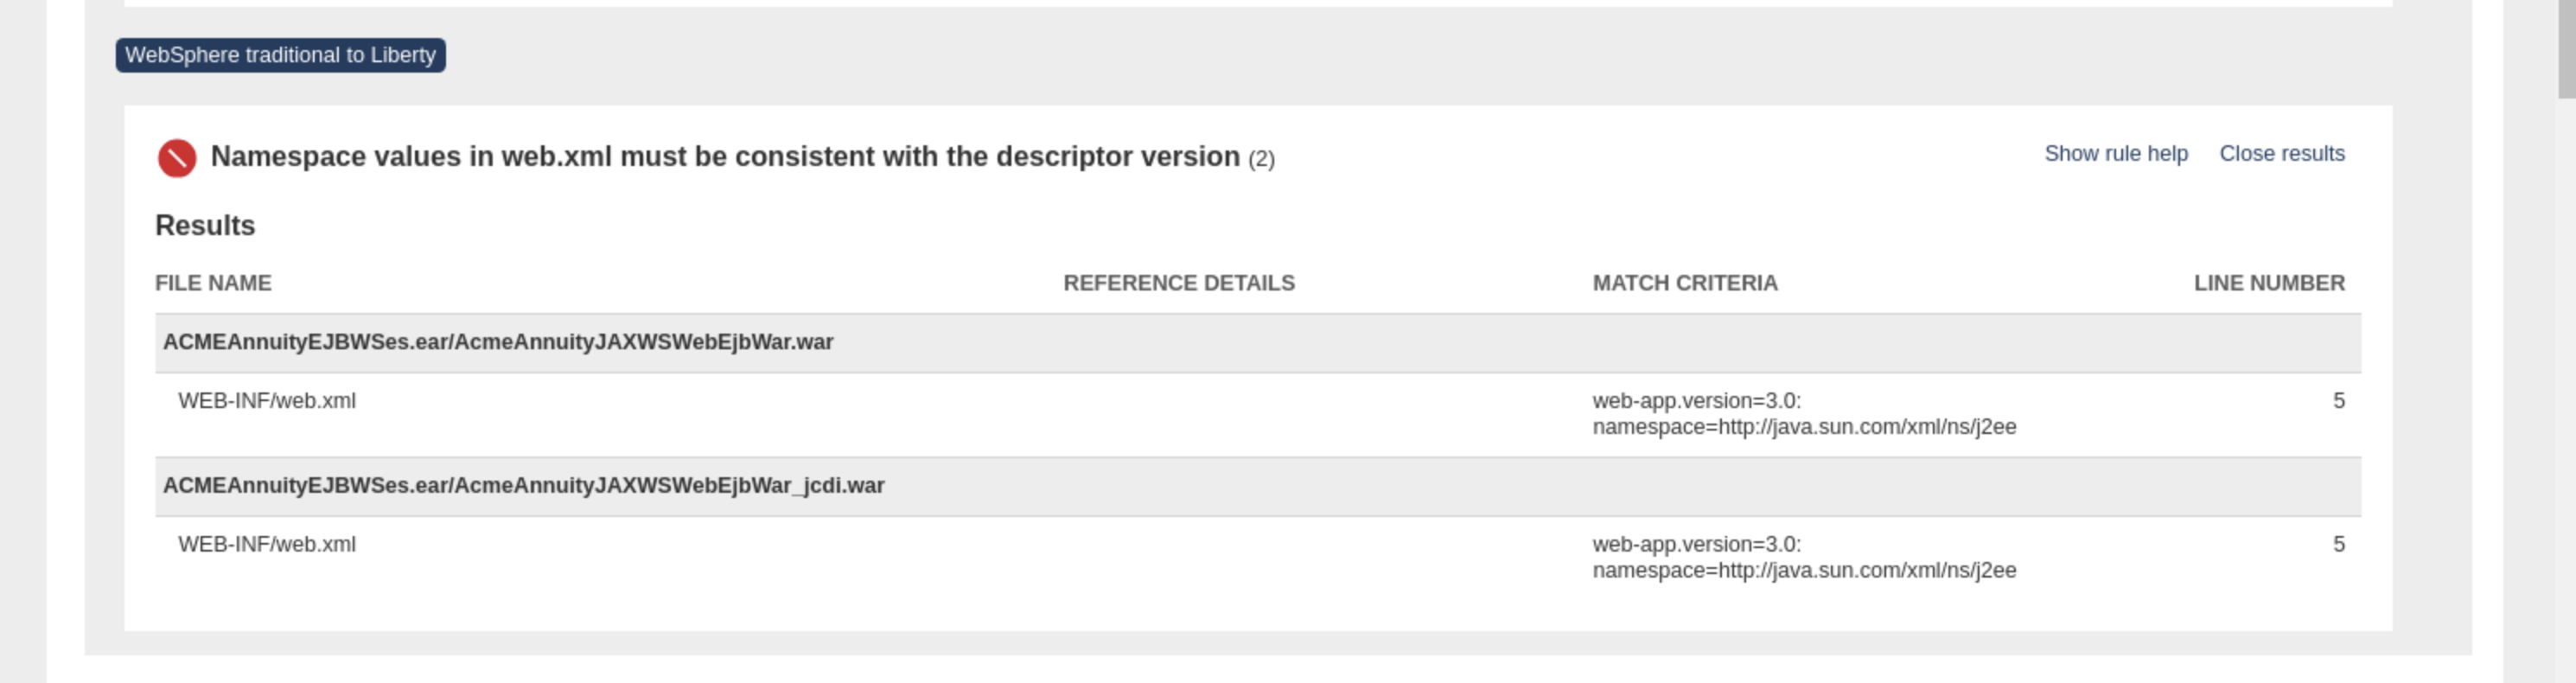 WebSphere traditional to Liberty
Namespace values in web.xml must be consistent with the descriptor version (2)
Show rule help Close results
Results
FILE NAME REFERENCE DETAILS MATCH CRITERIA LINE NUMBER
ACMEAnnuityEJBWSes.ear/AcmeAnnuityJAXWSWebEjbWar.war
WEB-INF/web.xml web-app.version=3.0: 5
namespace=http://java.sun.com/xml/ns/j2ee
ACMEAnnuityEJBWSes.ear/AcmeAnnuityJAXWSWebEjbWar_jcdi.war
WEB-INF/web.xml web-app.version=3.0: 5
namespace=http://java.sun.com/xml/ns/j2ee